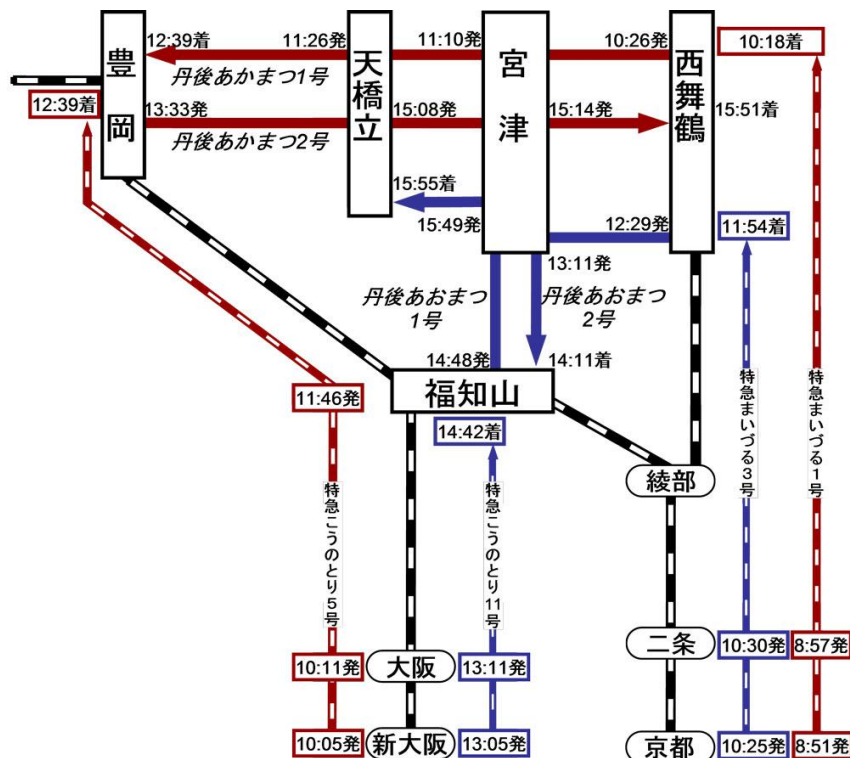 12:39着
11:26発
11:10発
10:26発
10:18着
豊岡
天橋立
宮津
西舞鶴
丹後あかまつ1号
12:39着
13:33発
15:08発
15:14発
15:51着
丹後あかまつ2号
15:55着
15:49発
12:29発
11:54着
13:11発
丹後あおまつ
1号
丹後あおまつ
2号
14:48発
14:11着
福知山
11:46発
14:42着
特急まいづる3号
特急まいづる1号
綾部
特急こうのとり5号
特急こうのとり11号
二条
10:30発
8:57発
10:11発
大阪
13:11発
10:05発
新大阪
13:05発
京都
10:25発
8:51発